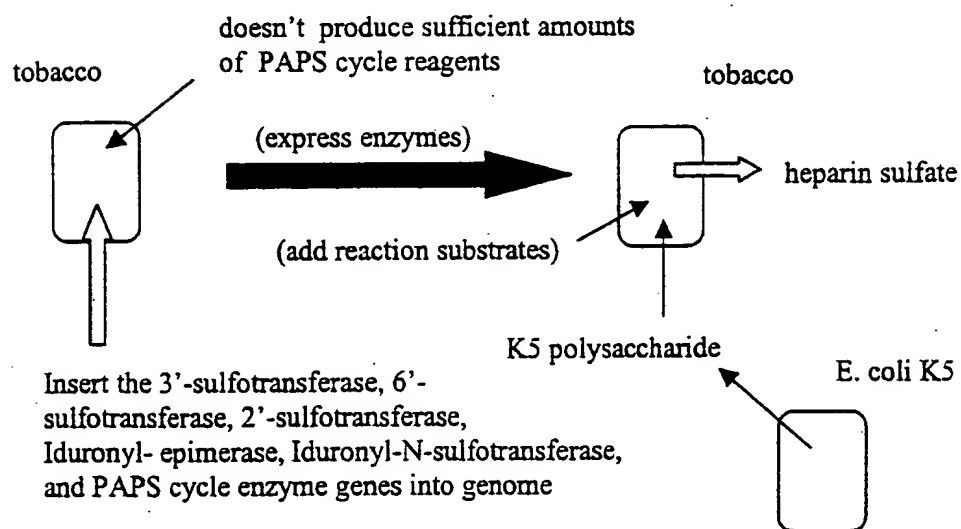 doesn't produce sufficient amounts
of PAPS cycle reagents
tobacco
tobacco
(express enzymes)
heparin sulfate
(add reaction substrates)
K5 polysaccharide
E. coli K5
Insert the 3'-sulfotransferase, 6'-
sulfotransferase, 2'-sulfotransferase,
Iduronyl- epimerase, Iduronyl-N-sulfotransferase,
and PAPS cycle enzyme genes into genome